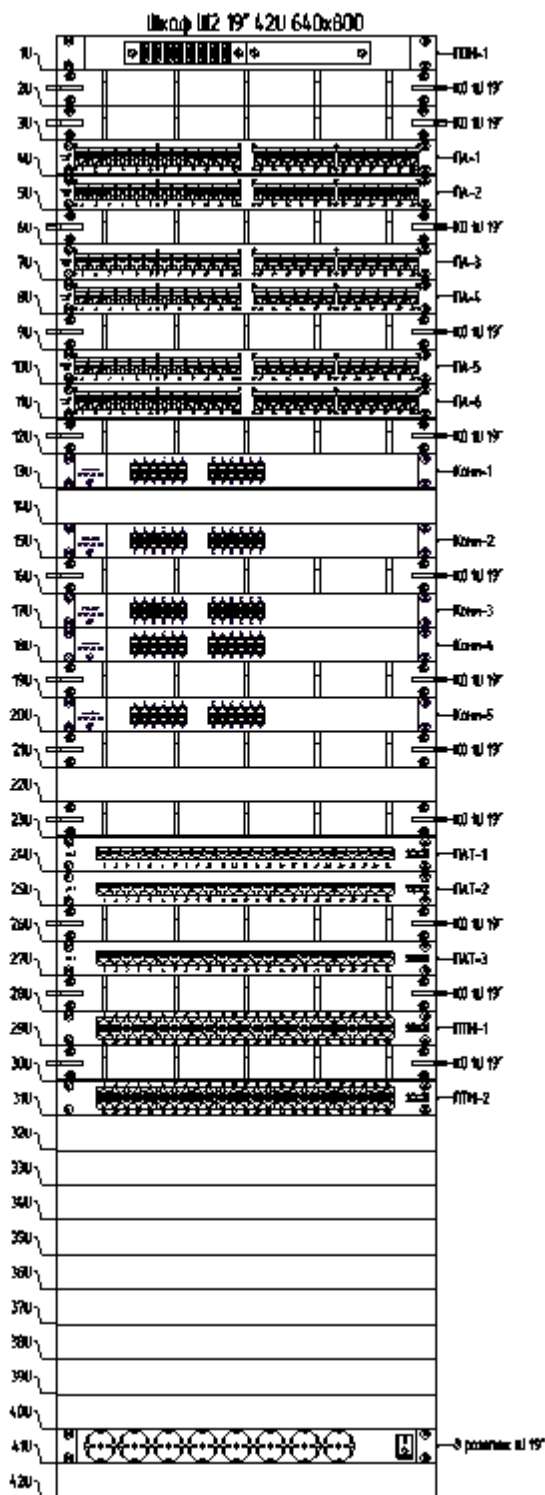 Шкаф Ш2 19" 42U 640x800
1U ПОН-1
2U КО 1U 19"
3U КО 1U 19"
4U ПА-1
5U ПА-2
6U КО 1U 19"
7U ПА-3
8U ПА-4
9U КО 1U 19"
10U ПА-5
11U ПА-6
12U КО 1U 19"
13U Комм-1
14U
15U Комм-2
16U КО 1U 19"
17U Комм-3
18U Комм-4
19U КО 1U 19"
20U Комм-5
21U КО 1U 19"
22U
23U КО 1U 19"
24U ПАТ-1
25U ПАТ-2
26U КО 1U 19"
27U ПАТ-3
28U КО 1U 19"
29U ПТМ-1
30U КО 1U 19"
31U ПТМ-2
32U
33U
34U
35U
36U
37U
38U
39U
40U
41U 8 розеток 1U 19"
42U